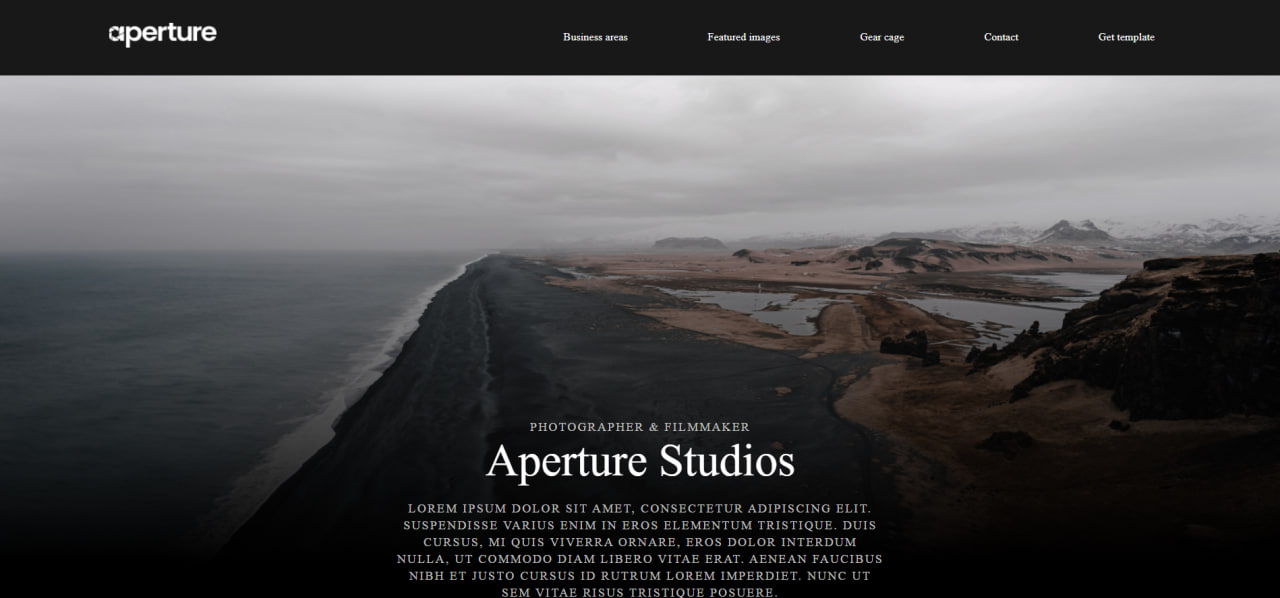 aperture
Business areas Featured images Gear cage Contact Get template
PHOTOGRAPHER & FILMMAKER
Aperture Studios
LOREM IPSUM DOLOR SIT AMET, CONSECTETUR ADIPISCING ELIT.
SUSPENDISSE VARIUS ENIM IN EROS ELEMENTUM TRISTIQUE. DUIS
CURSUS, MI QUIS VIVERRA ORNARE, EROS DOLOR INTERDUM
NULLA, UT COMMODO DIAM LIBERO VITAE ERAT. AENEAN FAUCIBUS
NIBH ET JUSTO CURSUS ID RUTRUM LOREM IMPERDIET. NUNC UT
SEM VITAE RISUS TRISTIQUE POSUERE.